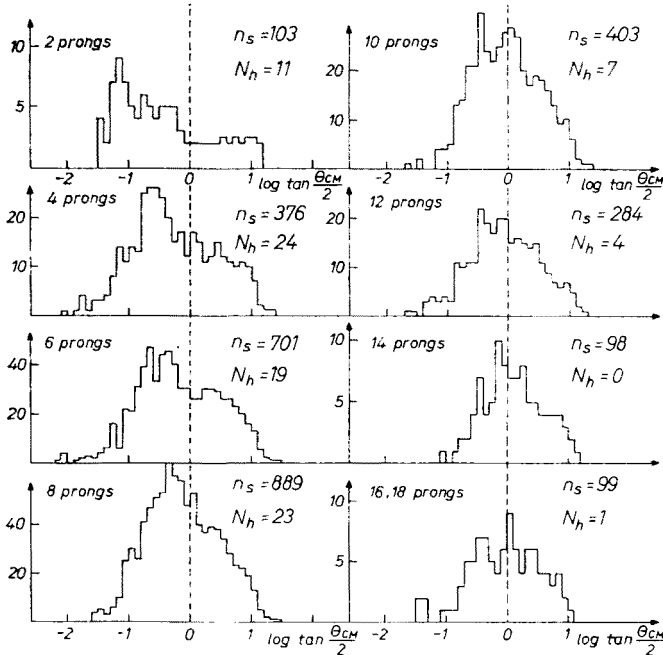 10
5
2 prongs
n_s = 103
N_h = 11
-2 -1 0 1
log tan θ_CM/2
30
20
10
10 prongs
n_s = 403
N_h = 7
-2 -1 0 1
log tan θ_CM/2
20
10
4 prongs
n_s = 376
N_h = 24
20
10
12 prongs
n_s = 284
N_h = 4
40
20
6 prongs
n_s = 701
N_h = 19
10
5
14 prongs
n_s = 98
N_h = 0
40
20
8 prongs
n_s = 889
N_h = 23
-2 -1 0 1
log tan θ_CM/2
10
5
16,18 prongs
n_s = 99
N_h = 1
-2 -1 0 1
log tan θ_CM/2